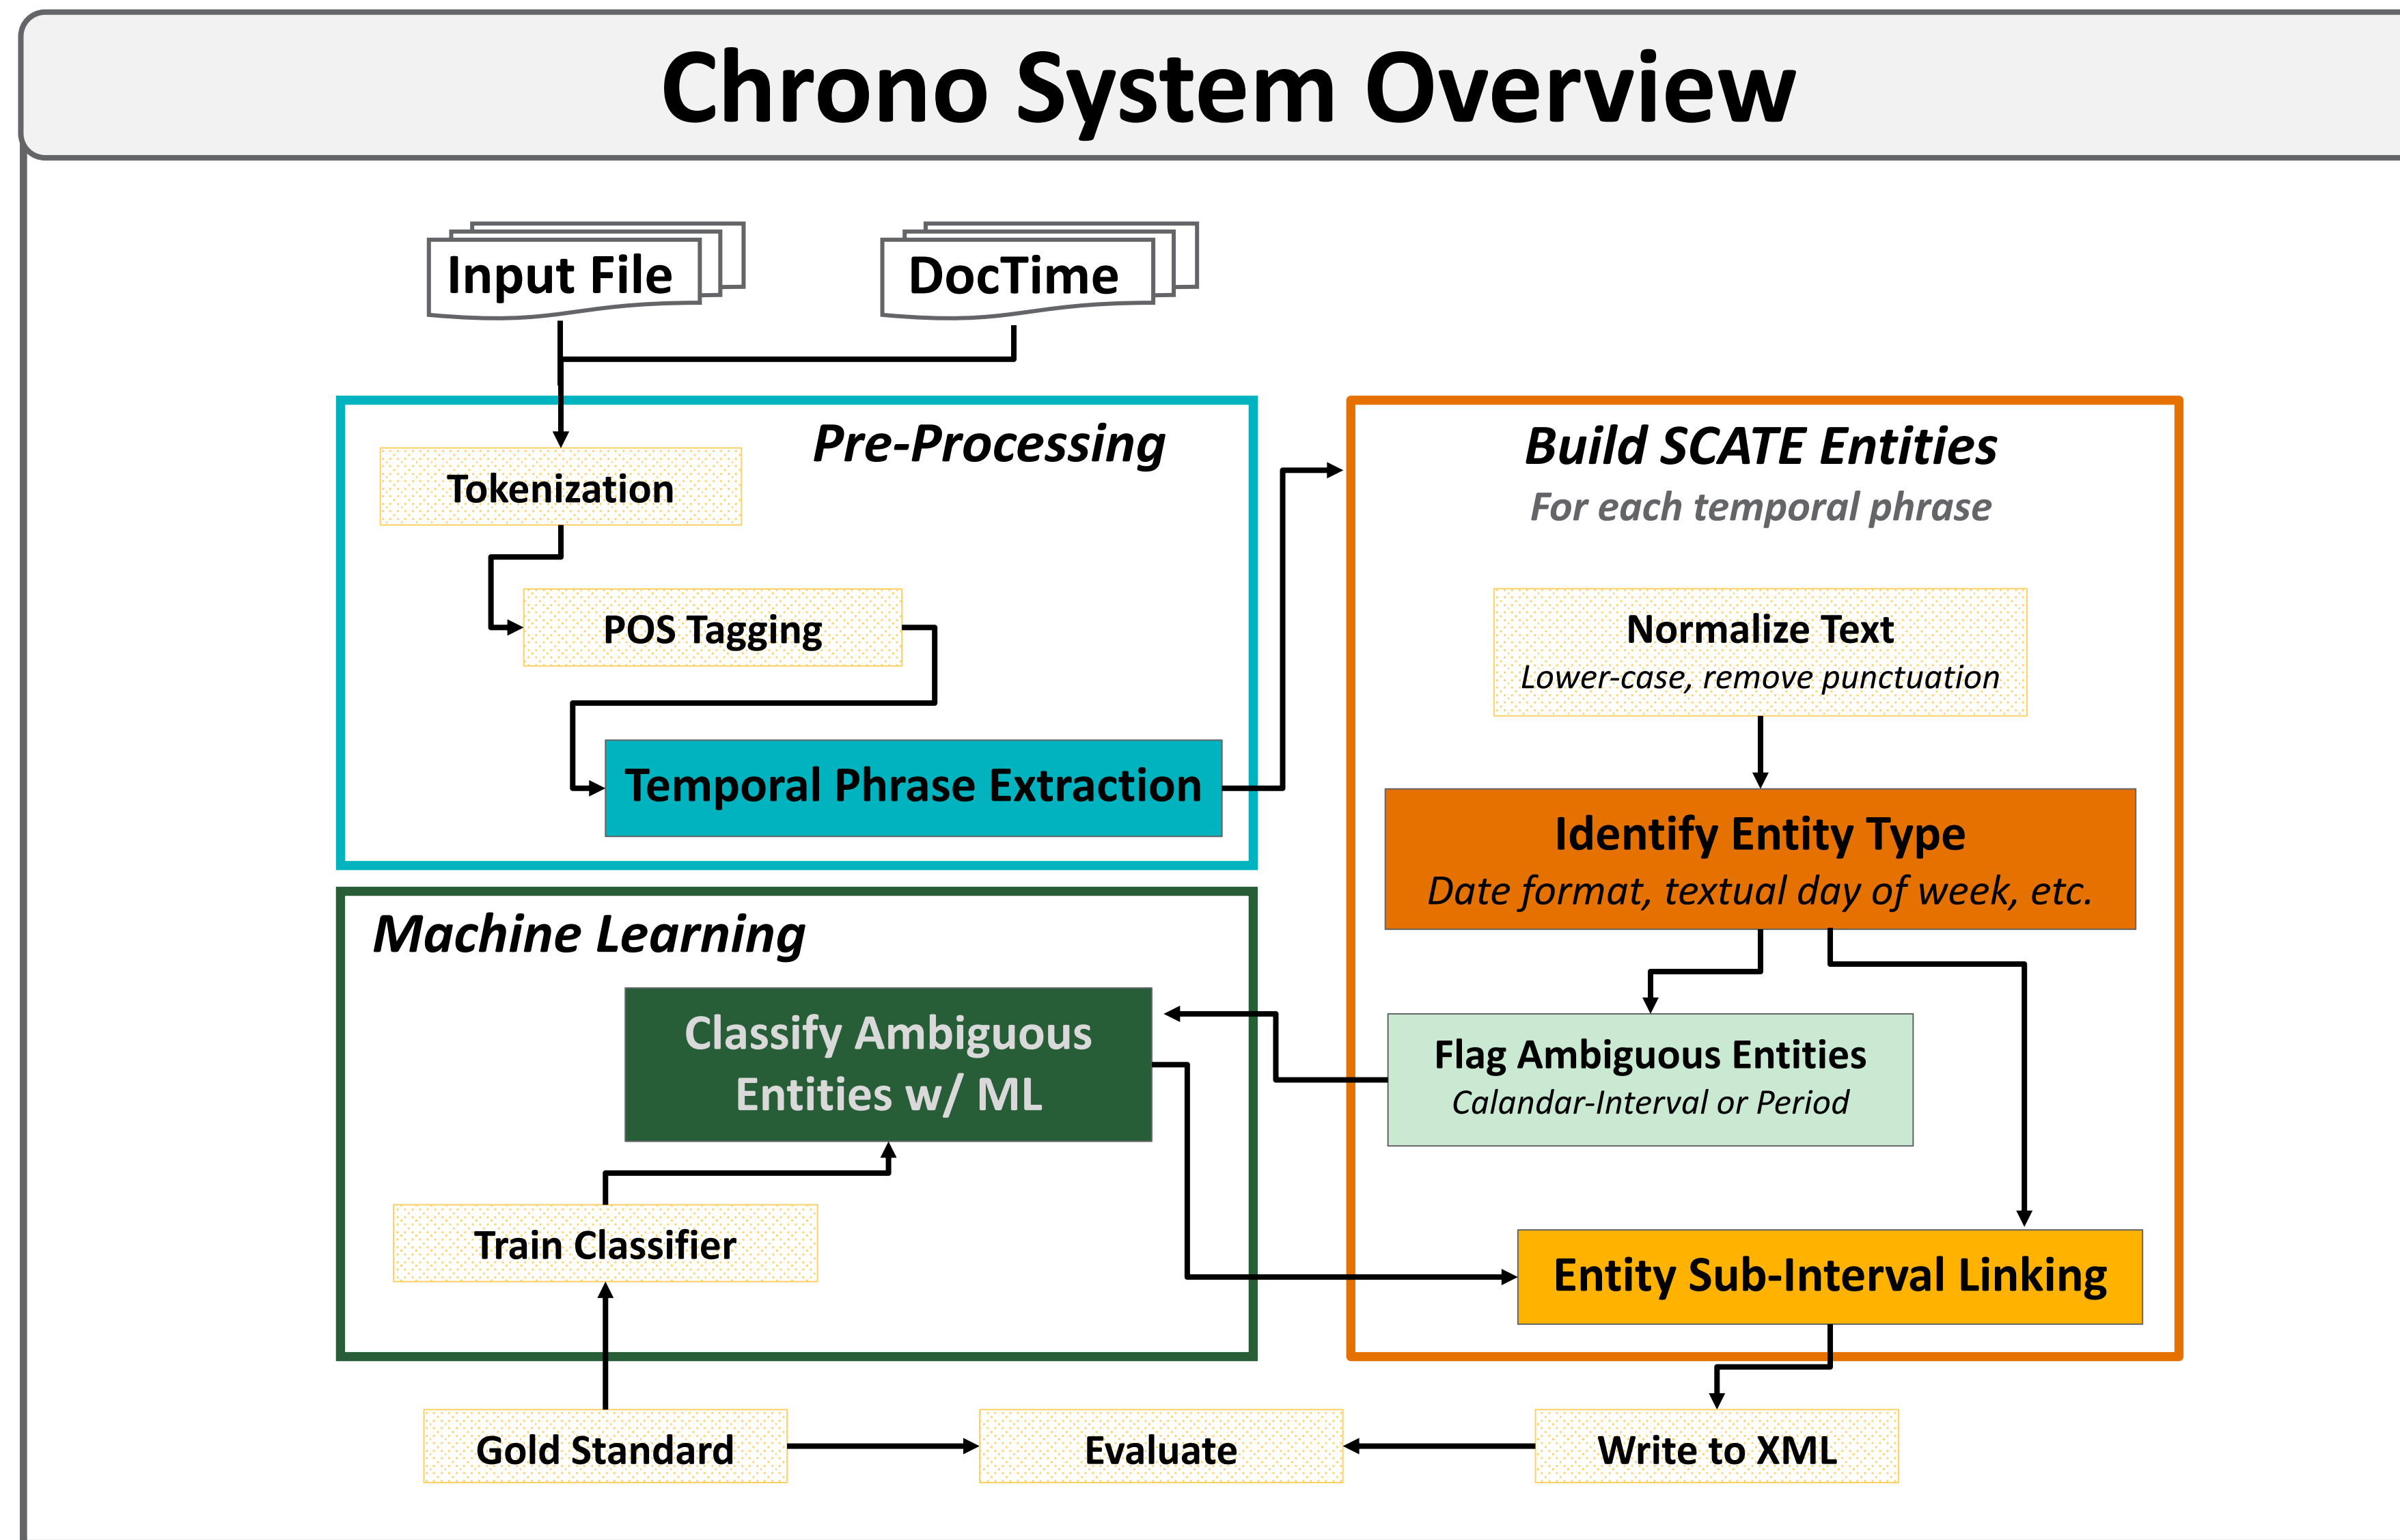 Chrono System Overview
Input File
DocTime
Pre-Processing
Tokenization
POS Tagging
Temporal Phrase Extraction
Build SCATE Entities
For each temporal phrase
Normalize Text
Lower-case, remove punctuation
Identify Entity Type
Date format, textual day of week, etc.
Flag Ambiguous Entities
Calandar-Interval or Period
Entity Sub-Interval Linking
Machine Learning
Classify Ambiguous
Entities w/ ML
Train Classifier
Gold Standard
Evaluate
Write to XML